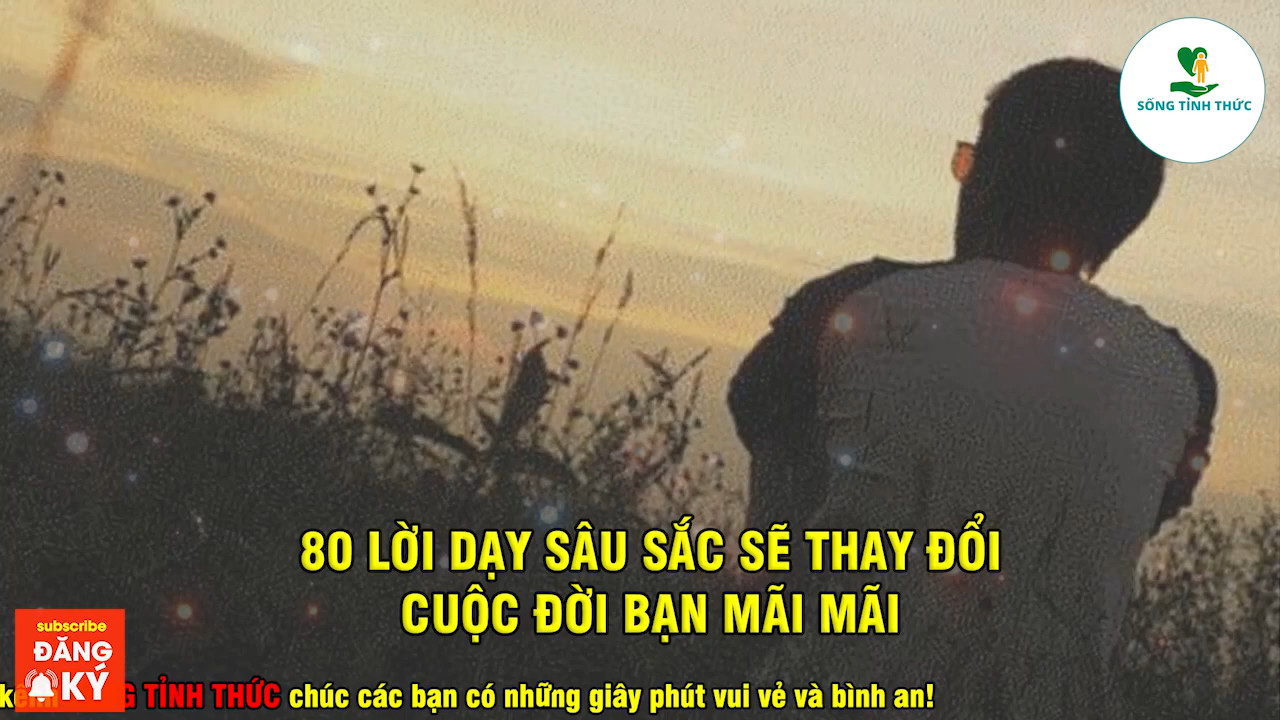 SỐNG TỈNH THỨC
80 LỜI DẠY SÂU SẮC SẼ THAY ĐỔI
CUỘC ĐỜI BẠN MÃI MÃI
subscribe
ĐĂNG
KÝ
TỈNH THỨC chúc các bạn có những giây phút vui vẻ và bình an!